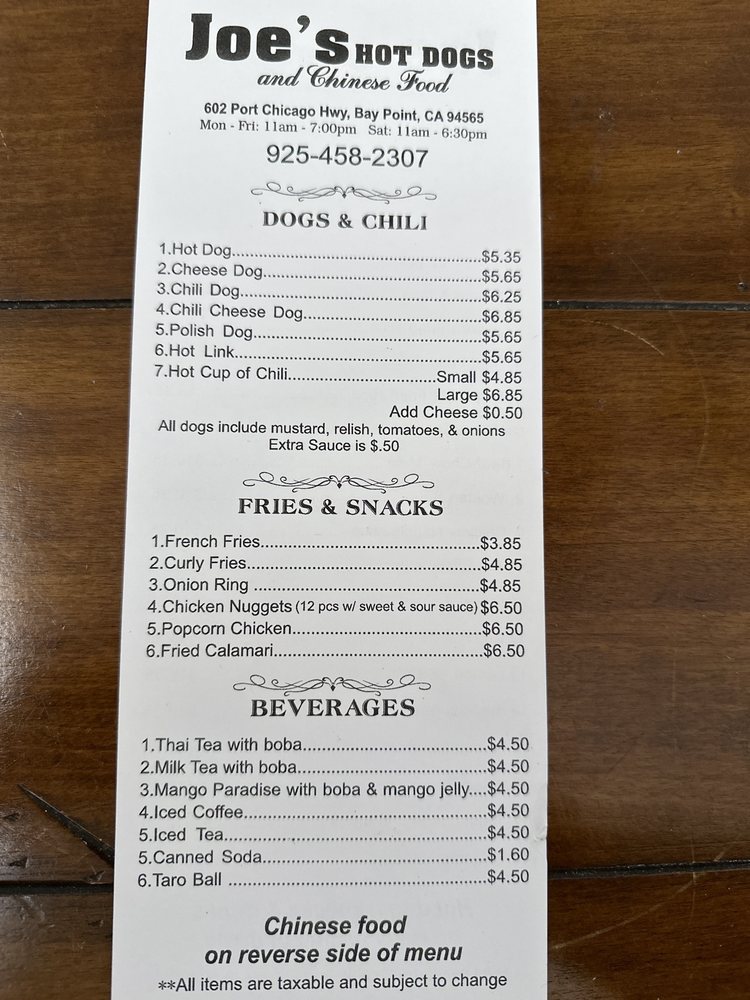 Joe's HOT DOGS
and Chinese Food
602 Port Chicago Hwy, Bay Point, CA 94565
Mon - Fri: 11am - 7:00pm Sat: 11am - 6:30pm
925-458-2307
DOGS & CHILI
1.Hot Dog..................................................$5.35
2.Cheese Dog............................................$5.65
3.Chili Dog.................................................$6.25
4.Chili Cheese Dog....................................$6.85
5.Polish Dog..............................................$5.65
6.Hot Link..................................................$5.65
7.Hot Cup of Chili..............................Small $4.85
Large $6.85
Add Cheese $0.50
All dogs include mustard, relish, tomatoes, & onions
Extra Sauce is $.50
FRIES & SNACKS
1.French Fries............................................$3.85
2.Curly Fries...............................................$4.85
3.Onion Ring ..............................................$4.85
4.Chicken Nuggets (12 pcs w/ sweet & sour sauce) $6.50
5.Popcorn Chicken......................................$6.50
6.Fried Calamari..........................................$6.50
BEVERAGES
1.Thai Tea with boba.....................................$4.50
2.Milk Tea with boba......................................$4.50
3.Mango Paradise with boba & mango jelly....$4.50
4.Iced Coffee.................................................$4.50
5.Iced Tea.....................................................$4.50
5.Canned Soda.............................................$1.60
6.Taro Ball ....................................................$4.50
Chinese food
on reverse side of menu
**All items are taxable and subject to change